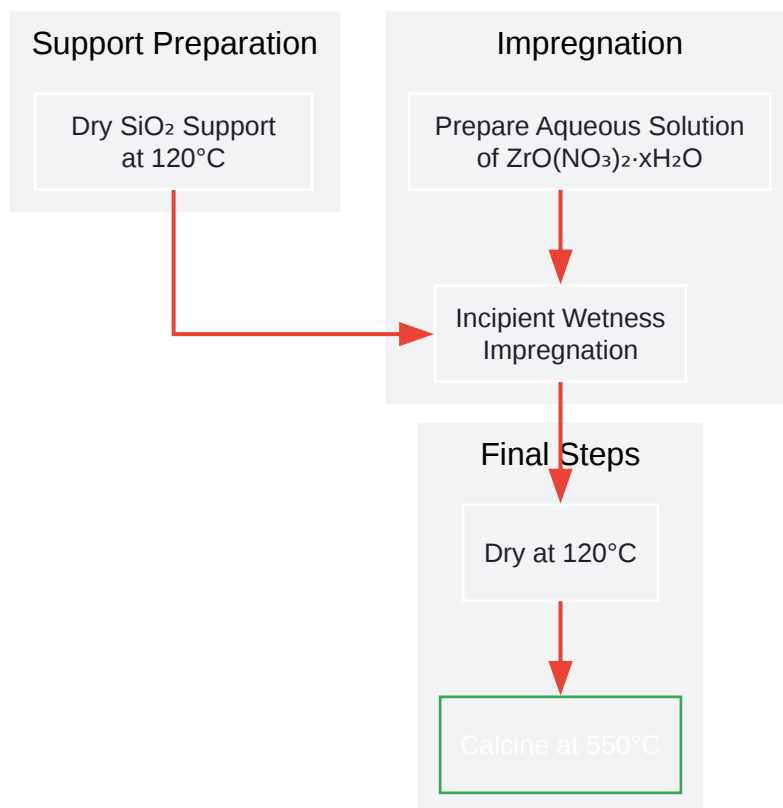 Support Preparation
Dry SiO₂ Support
at 120°C
Impregnation
Prepare Aqueous Solution
of ZrO(NO₃)₂·xH₂O
Incipient Wetness
Impregnation
Final Steps
Dry at 120°C
Calcine at 550°C